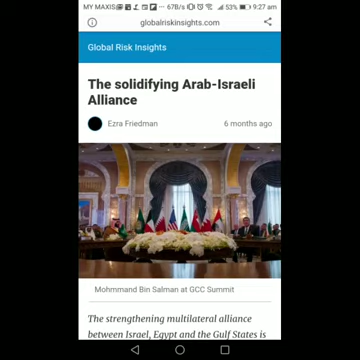 MY MAXIS
67B/s
53%
9:27 am
globalriskinsights.com
Global Risk Insights
The solidifying Arab-Israeli
Alliance
Ezra Friedman
6 months ago
Mohmmand Bin Salman at GCC Summit
The strengthening multilateral alliance
between Israel, Egypt and the Gulf States is